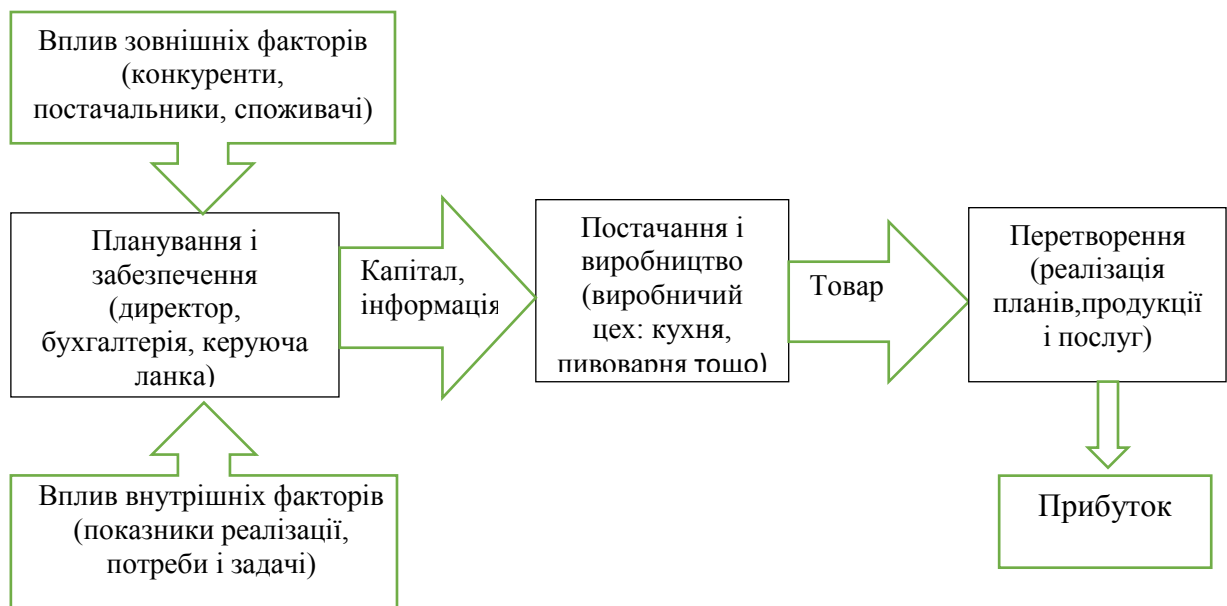 Вплив зовнішніх факторів
(конкуренти,
постачальники, споживачі)
Планування і
забезпечення
(директор,
бухгалтерія, керуюча
ланка)
Капітал,
інформація
Постачання і
виробництво
(виробничий
цех: кухня,
пивоварня тощо)
Товар
Перетворення
(реалізація
планів,продукції
і послуг)
Вплив внутрішніх факторів
(показники реалізації,
потреби і задачі)
Прибуток